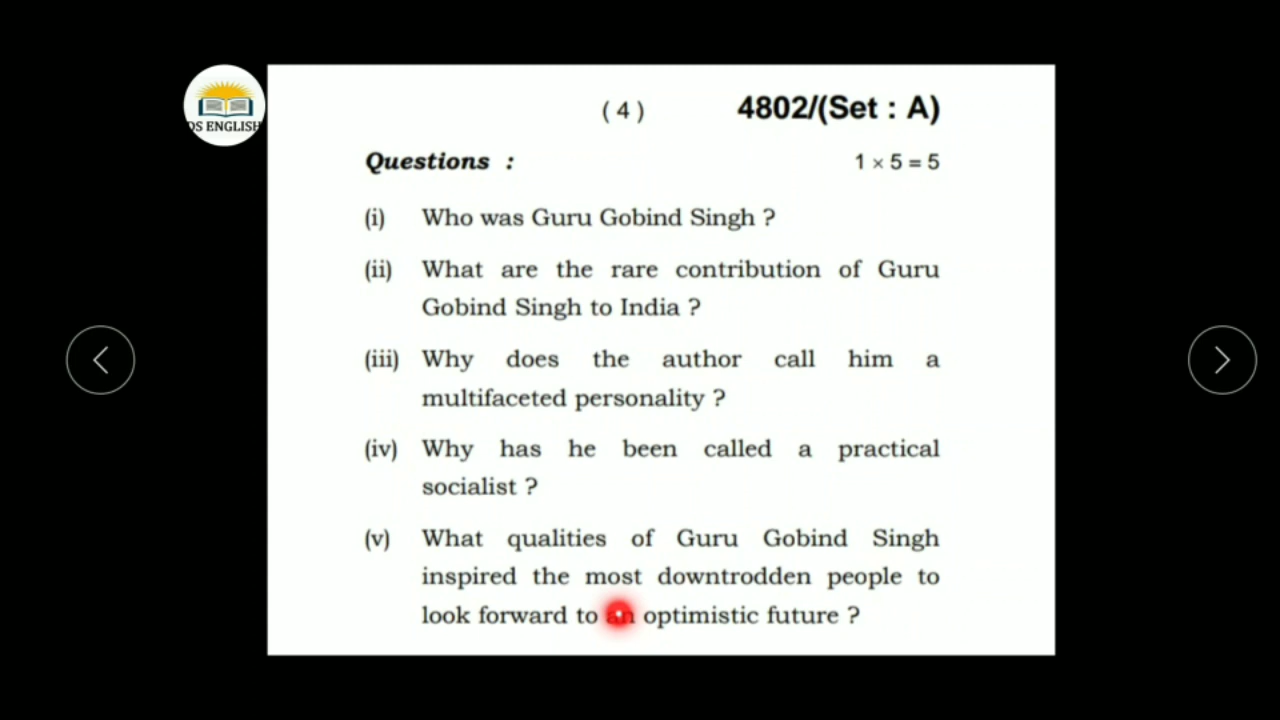 DS ENGLISH
( 4 ) 4802/(Set : A)
Questions : 1 × 5 = 5
(i) Who was Guru Gobind Singh ?
(ii) What are the rare contribution of Guru
Gobind Singh to India ?
(iii) Why does the author call him a
multifaceted personality ?
(iv) Why has he been called a practical
socialist ?
(v) What qualities of Guru Gobind Singh
inspired the most downtrodden people to
look forward to an optimistic future ?